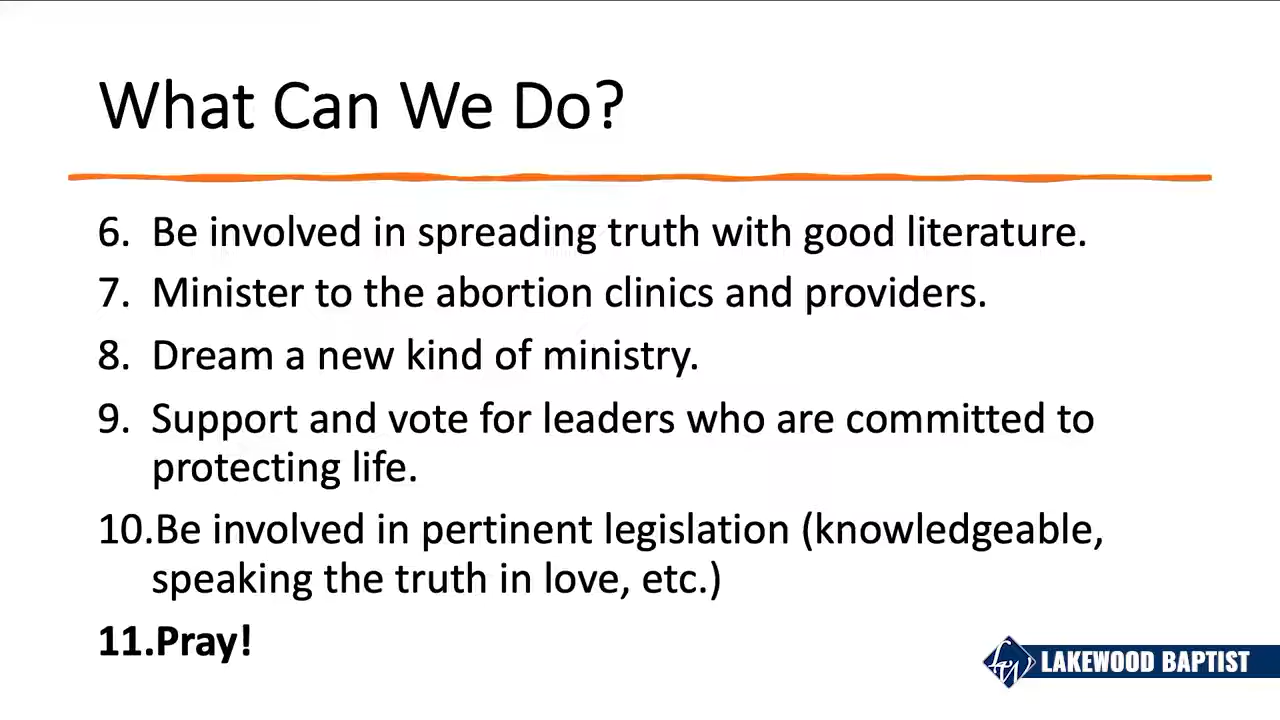 What Can We Do?
6. Be involved in spreading truth with good literature.
7. Minister to the abortion clinics and providers.
8. Dream a new kind of ministry.
9. Support and vote for leaders who are committed to
protecting life.
10.Be involved in pertinent legislation (knowledgeable,
speaking the truth in love, etc.)
11.Pray!
LAKEWOOD BAPTIST